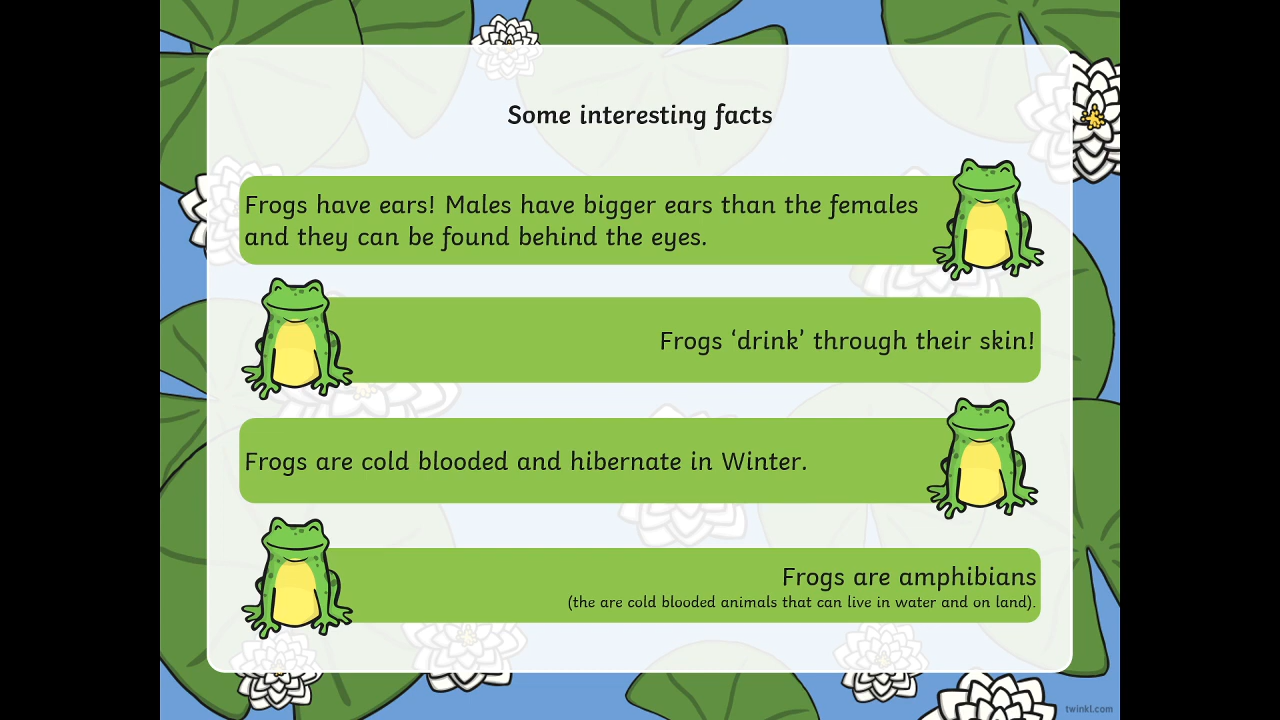 Some interesting facts
Frogs have ears! Males have bigger ears than the females
and they can be found behind the eyes.
Frogs ‘drink’ through their skin!
Frogs are cold blooded and hibernate in Winter.
Frogs are amphibians
(the are cold blooded animals that can live in water and on land).
twinkl.com